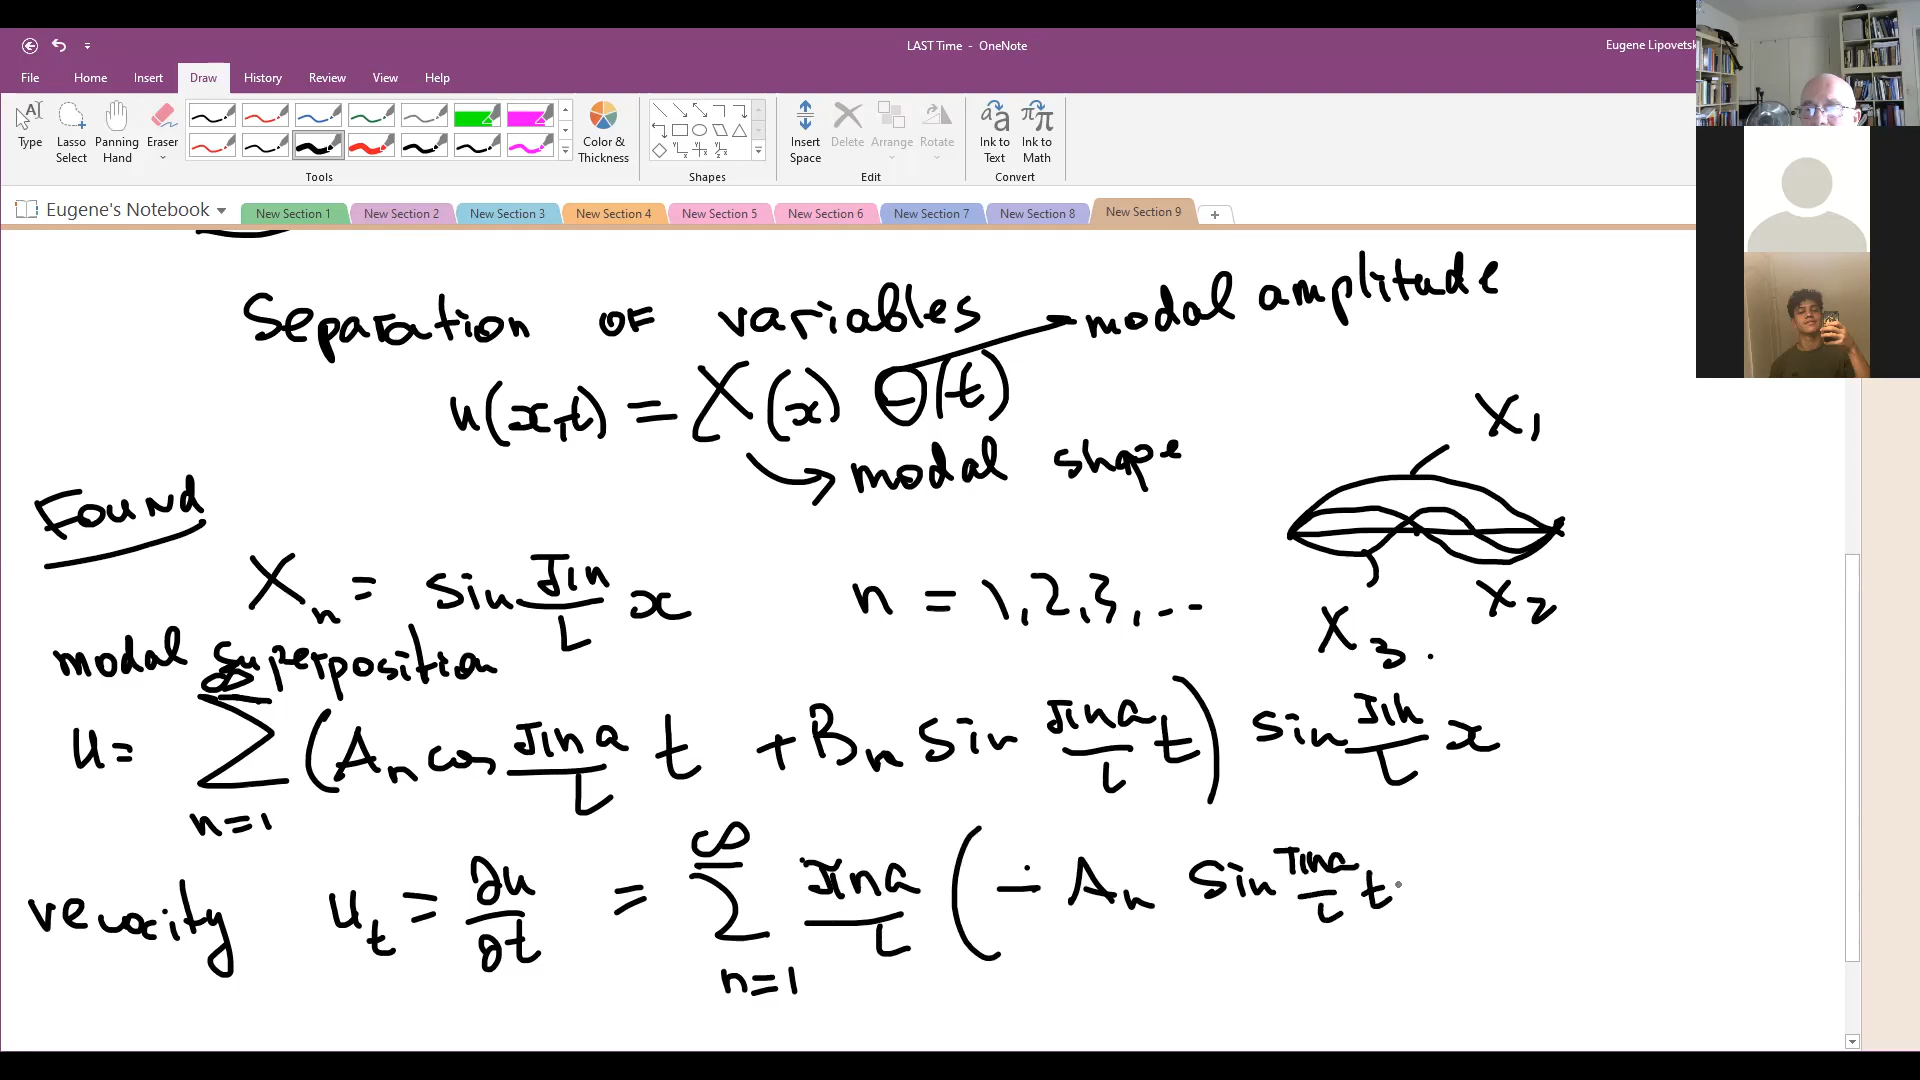 LAST Time - OneNote
Eugene Lipovetsk
File Home Insert Draw History Review View Help
Type Lasso Select Panning Hand Eraser Color & Thickness Insert Space Delete Arrange Rotate Ink to Text Ink to Math
Tools Shapes Edit Convert
Eugene's Notebook New Section 1 New Section 2 New Section 3 New Section 4 New Section 5 New Section 6 New Section 7 New Section 8 New Section 9
Separation of variables → modal amplitude
u(x,t) = X(x) Θ(t)
→ modal shape
X₁
Found
Xₙ = sin πn/L x n = 1,2,3,...
X₂
X₃ .
modal superposition
u = ∑ₙ₌₁^∞ (Aₙ cos πna/L t + Bₙ sin πna/L t) sin πn/L x
velocity uₜ = ∂u/∂t = ∑ₙ₌₁^∞ πna/L ( - Aₙ sin πna/L t